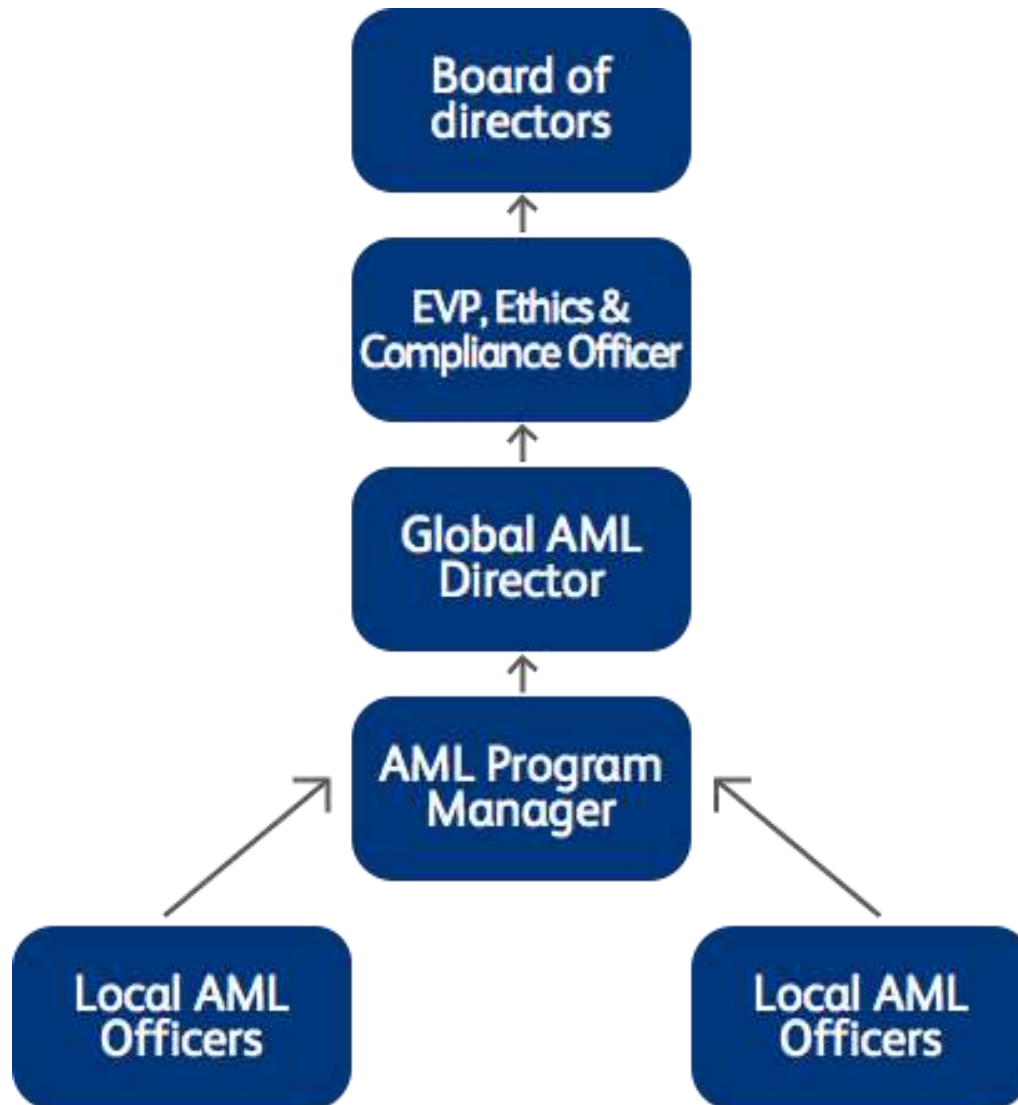 Board of
directors
EVP, Ethics &
Compliance Officer
Global AML
Director
AML Program
Manager
Local AML
Officers
Local AML
Officers